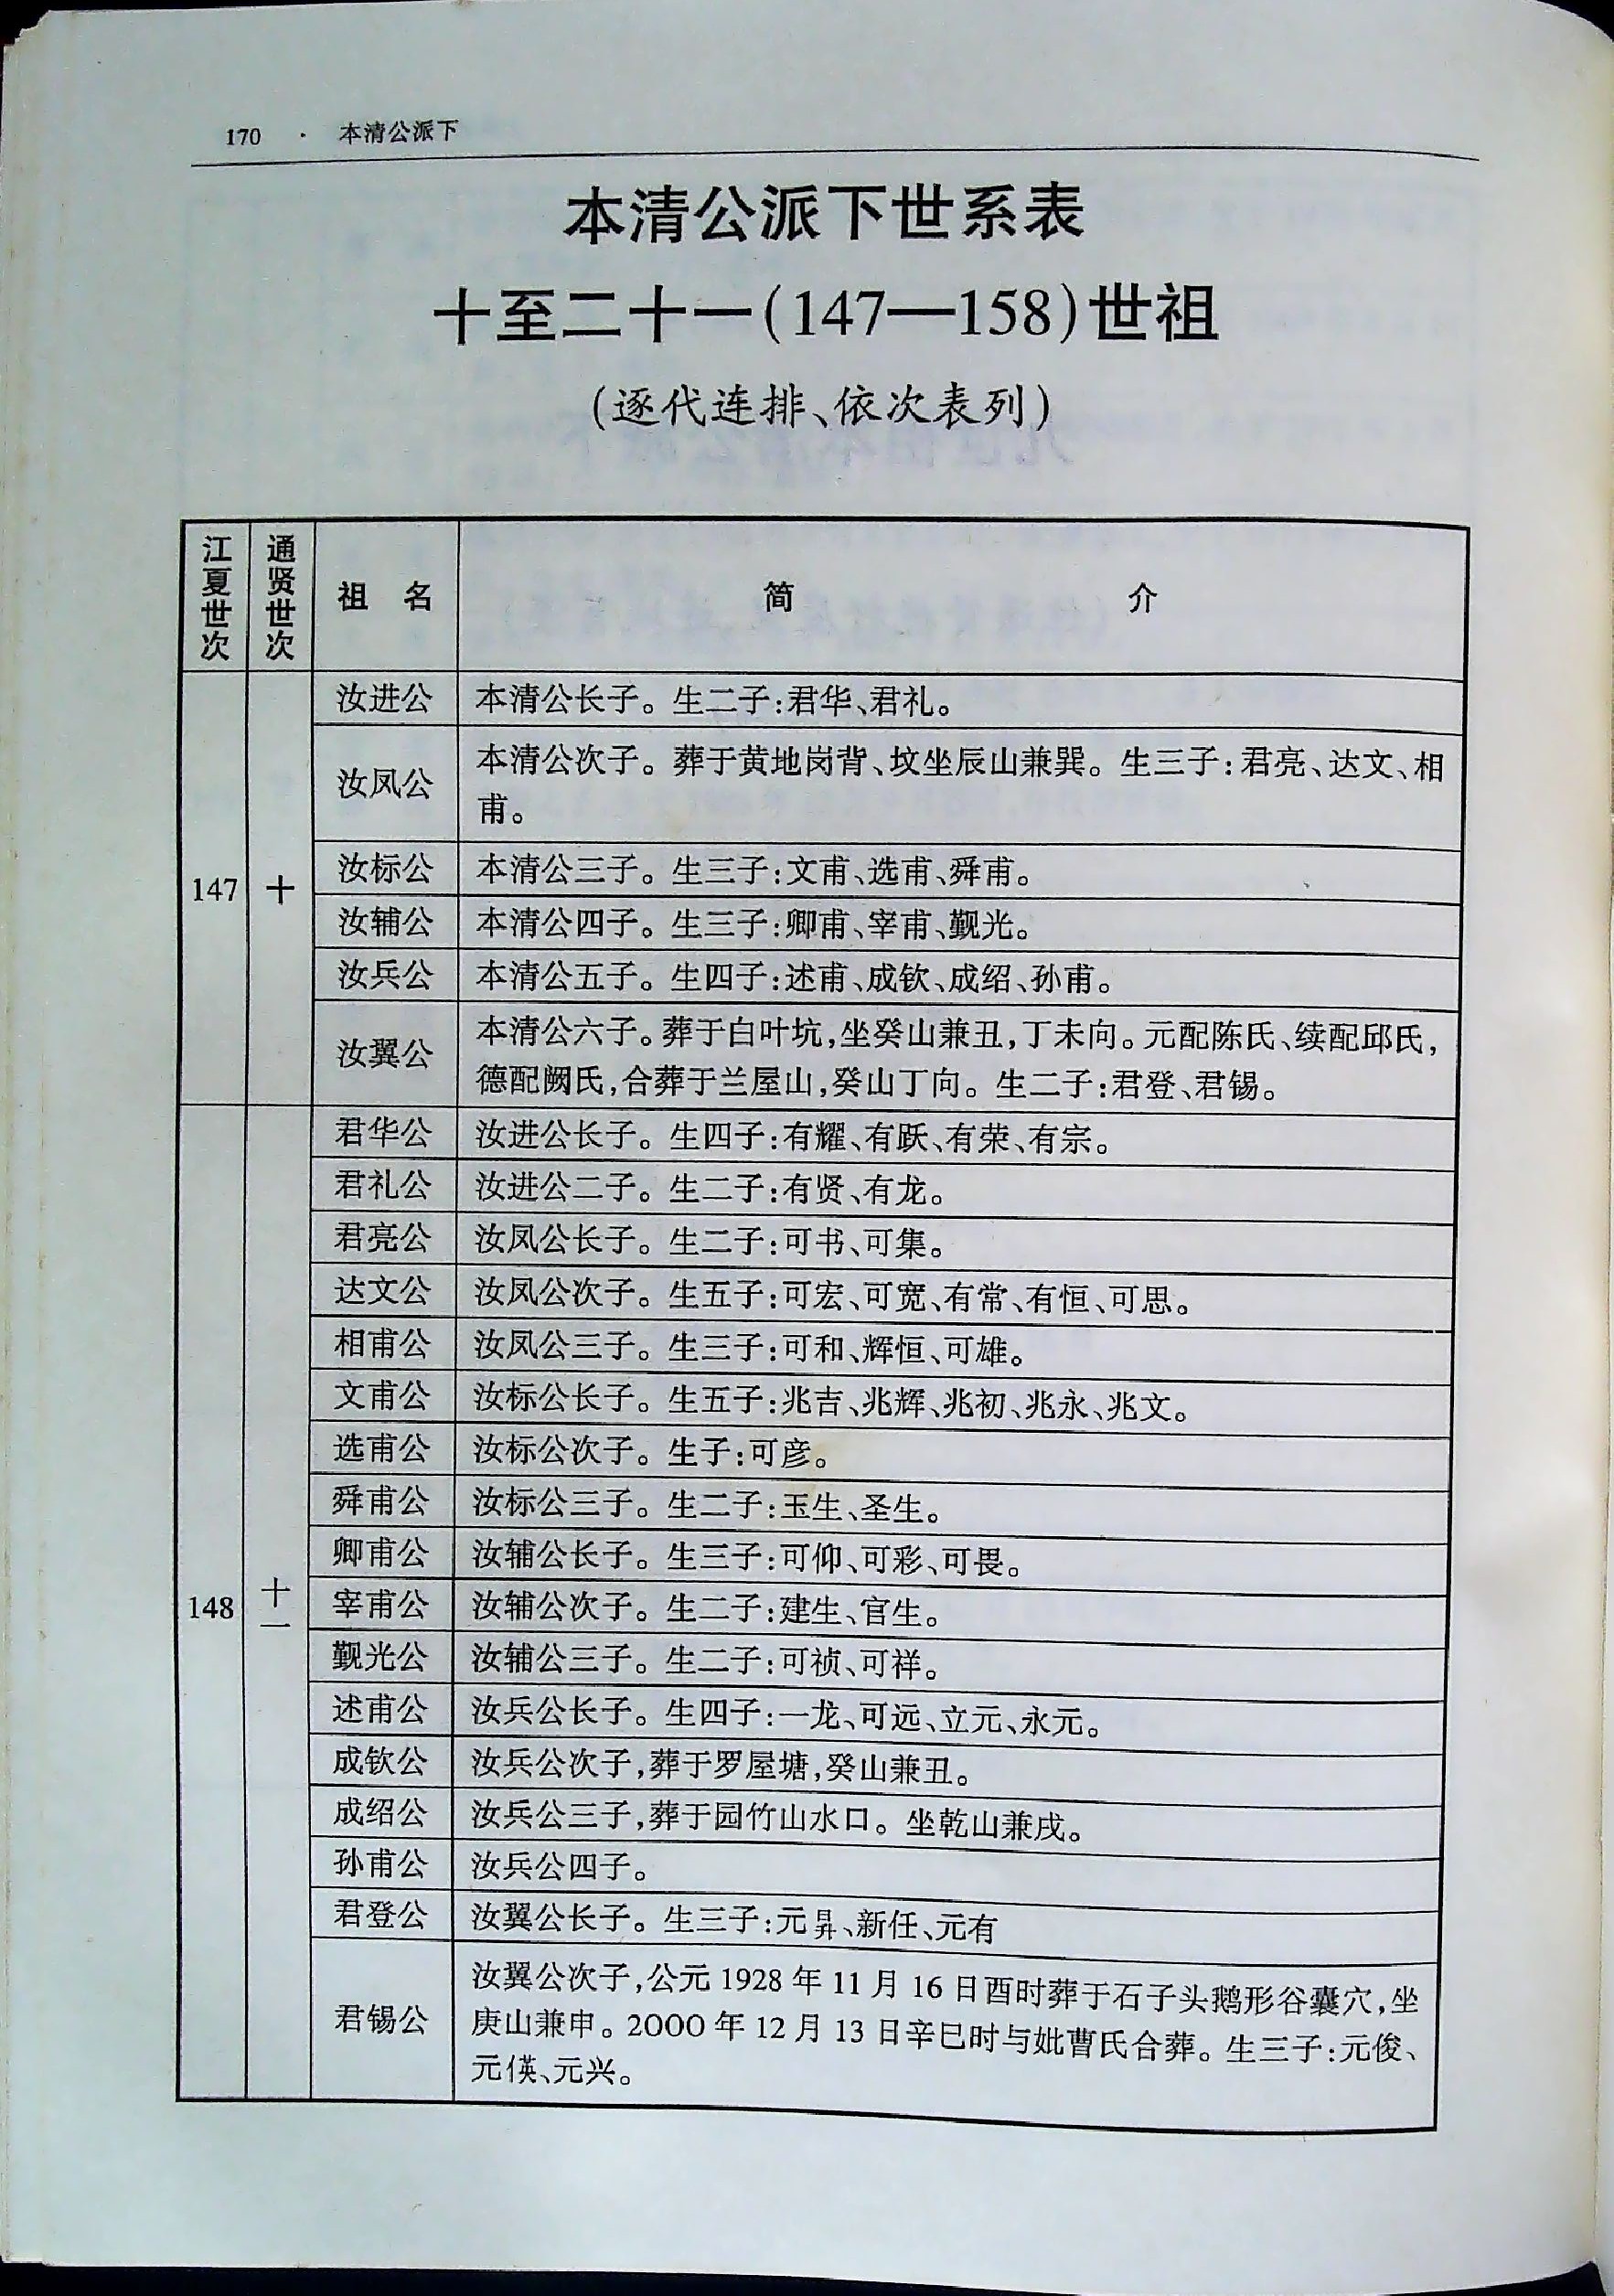 170 · 本清公派下
本清公派下世系表
十至二十一(147—158)世祖
(逐代连排、依次表列)
江夏世次 通贤世次 祖名 简介
147 十
汝进公 本清公长子。生二子:君华、君礼。
汝凤公 本清公次子。葬于黄地岗背、坟坐辰山兼巽。生三子:君亮、达文、相
甫。
汝标公 本清公三子。生三子:文甫、选甫、舜甫。
汝辅公 本清公四子。生三子:卿甫、宰甫、觐光。
汝兵公 本清公五子。生四子:述甫、成钦、成绍、孙甫。
汝翼公 本清公六子。葬于白叶坑,坐癸山兼丑,丁未向。元配陈氏、续配邱氏,
德配阙氏,合葬于兰屋山,癸山丁向。生二子:君登、君锡。
148 十一
君华公 汝进公长子。生四子:有耀、有跃、有荣、有宗。
君礼公 汝进公二子。生二子:有贤、有龙。
君亮公 汝凤公长子。生二子:可书、可集。
达文公 汝凤公次子。生五子:可宏、可宽、有常、有恒、可思。
相甫公 汝凤公三子。生三子:可和、辉恒、可雄。
文甫公 汝标公长子。生五子:兆吉、兆辉、兆初、兆永、兆文。
选甫公 汝标公次子。生子:可彦。
舜甫公 汝标公三子。生二子:玉生、圣生。
卿甫公 汝辅公长子。生三子:可仰、可彩、可畏。
宰甫公 汝辅公次子。生二子:建生、官生。
觐光公 汝辅公三子。生二子:可祯、可祥。
述甫公 汝兵公长子。生四子:一龙、可远、立元、永元。
成钦公 汝兵公次子,葬于罗屋塘,癸山兼丑。
成绍公 汝兵公三子,葬于园竹山水口。坐乾山兼戌。
孙甫公 汝兵公四子。
君登公 汝翼公长子。生三子:元昇、新任、元有
君锡公 汝翼公次子,公元1928年11月16日酉时葬于石子头鹅形谷囊穴,坐
庚山兼申。2000年12月13日辛巳时与妣曹氏合葬。生三子:元俊、
元偀、元兴。